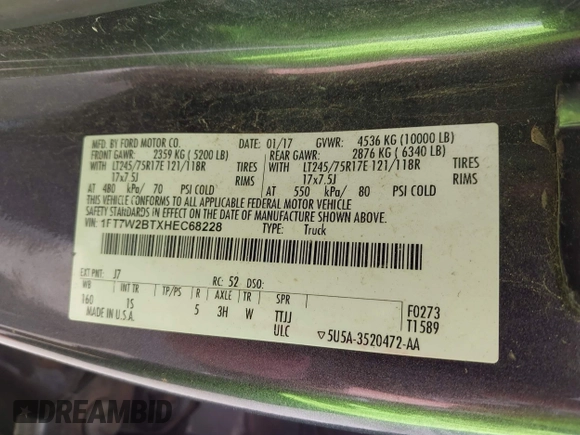 MFD. BY FORD MOTOR CO.
DATE: 01/17 GVWR: 4536 KG (10000 LB)
FRONT GAWR: 2359 KG (5200 LB) REAR GAWR: 2876 KG (6340 LB)
WITH LT245/75R17E 121/118R TIRES WITH LT245/75R17E 121/118R TIRES
17x7.5J RIMS 17x7.5J RIMS
AT 480 kPa/ 70 PSI COLD AT 550 kPa/ 80 PSI COLD
THIS VEHICLE CONFORMS TO ALL APPLICABLE FEDERAL MOTOR VEHICLE
SAFETY STANDARDS IN EFFECT ON THE DATE OF MANUFACTURE SHOWN ABOVE.
VIN: 1FT7W2BTXHEC68228 TYPE: Truck
EXT PNT: J7 RC: 52 DSO:
WB INT TR TP/PS R AXLE TR SPR
160 1S 5 3H W TTJJ
ULC
F0273
T1589
MADE IN U.S.A.
▽5U5A-3520472-AA
DREAMBID